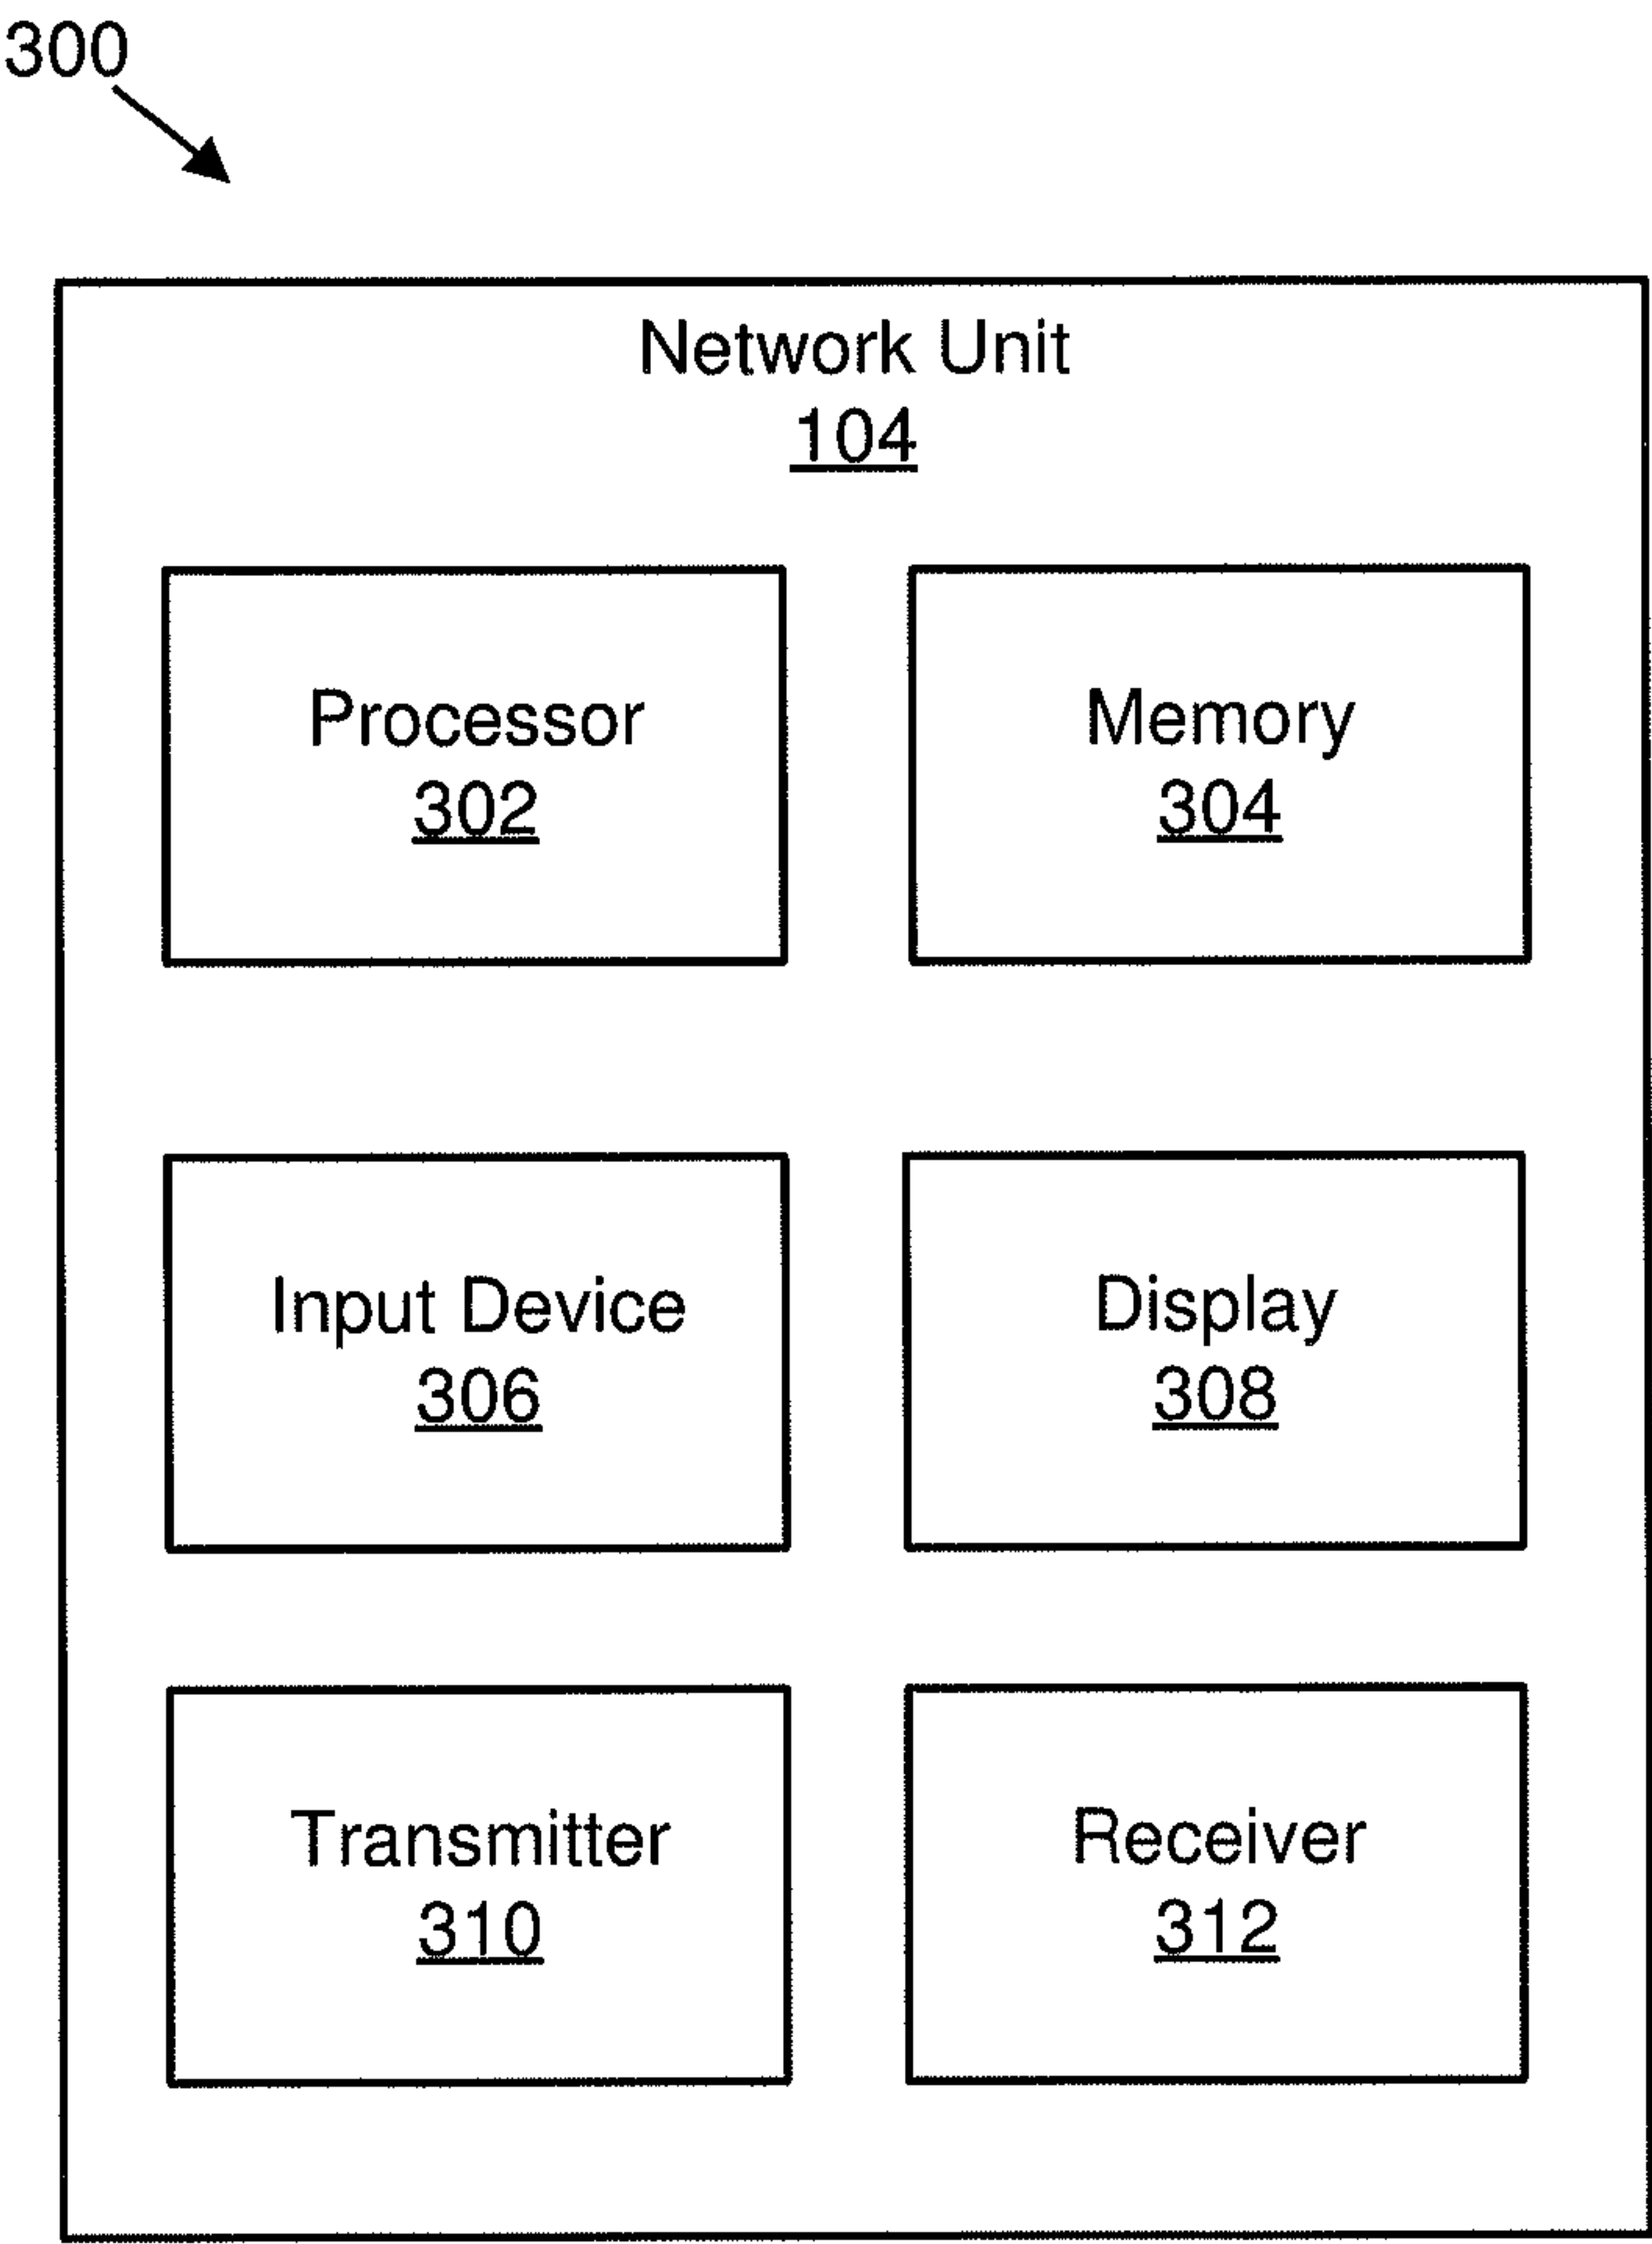 300
Network Unit
104
Processor
302
Memory
304
Input Device
306
Display
308
Transmitter
310
Receiver
312